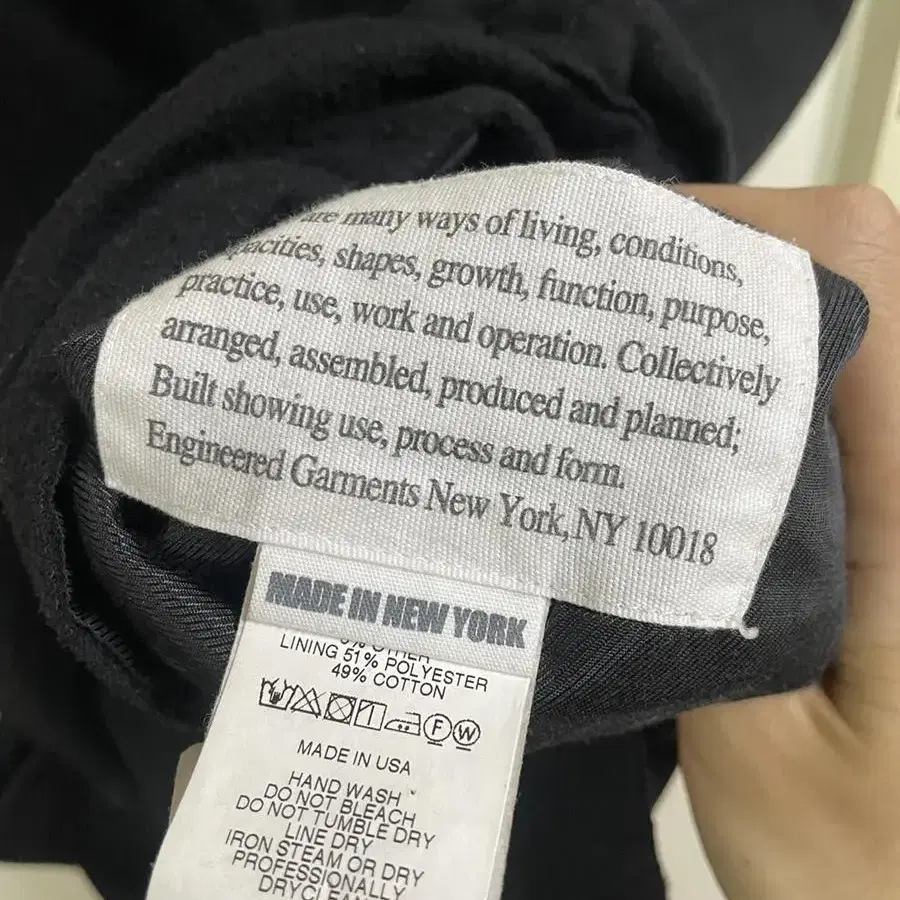 are many ways of living, conditions,
shapes, growth, function, purpose,
practice, use, work and operation. Collectively
arranged, assembled, produced and planned;
Built showing use, process and form.
Engineered Garments New York, NY 10018
MADE IN NEW YORK
LINING 51% POLYESTER
49% COTTON
F W
MADE IN USA
HAND WASH
DO NOT BLEACH
DO NOT TUMBLE DRY
LINE DRY
IRON STEAM OR DRY
PROFESSIONALLY
DRYCLEAN